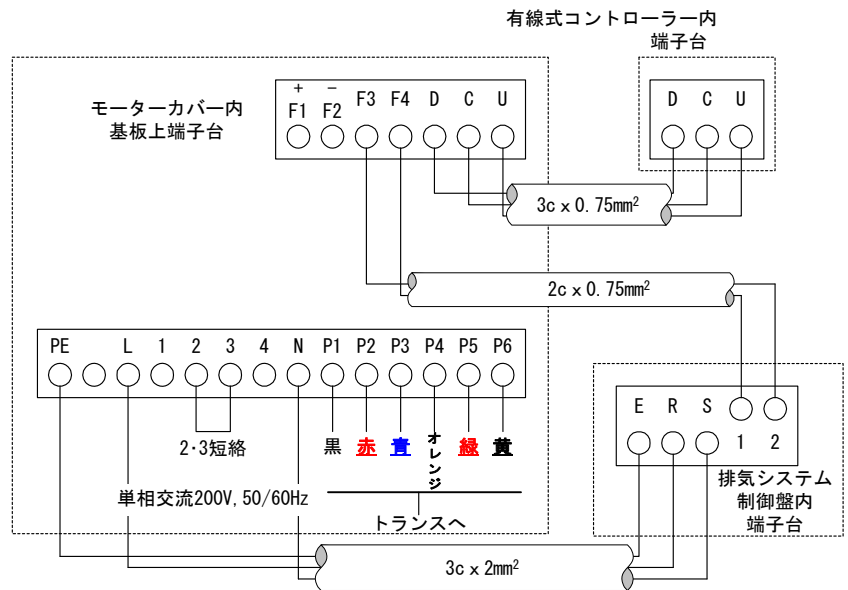 有線式コントローラー内
端子台
D C U
+ −
F1 F2 F3 F4 D C U
モーターカバー内
基板上端子台
3c x 0.75mm²
2c x 0.75mm²
PE L 1 2 3 4 N P1 P2 P3 P4 P5 P6
2・3短絡
黒 赤 青 オレンジ 緑 黄
単相交流200V, 50/60Hz
トランスへ
E R S 1 2
排気システム
制御盤内
端子台
3c x 2mm²